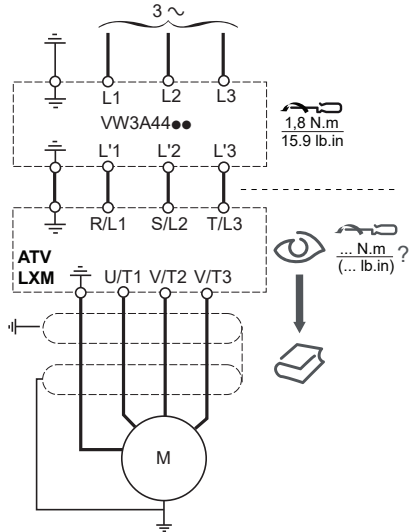 3 ∿
L1 L2 L3
VW3A44●●
1,8 N.m
15.9 lb.in
L'1 L'2 L'3
R/L1 S/L2 T/L3
ATV
LXM
U/T1 V/T2 V/T3
... N.m
(... lb.in) ?
M